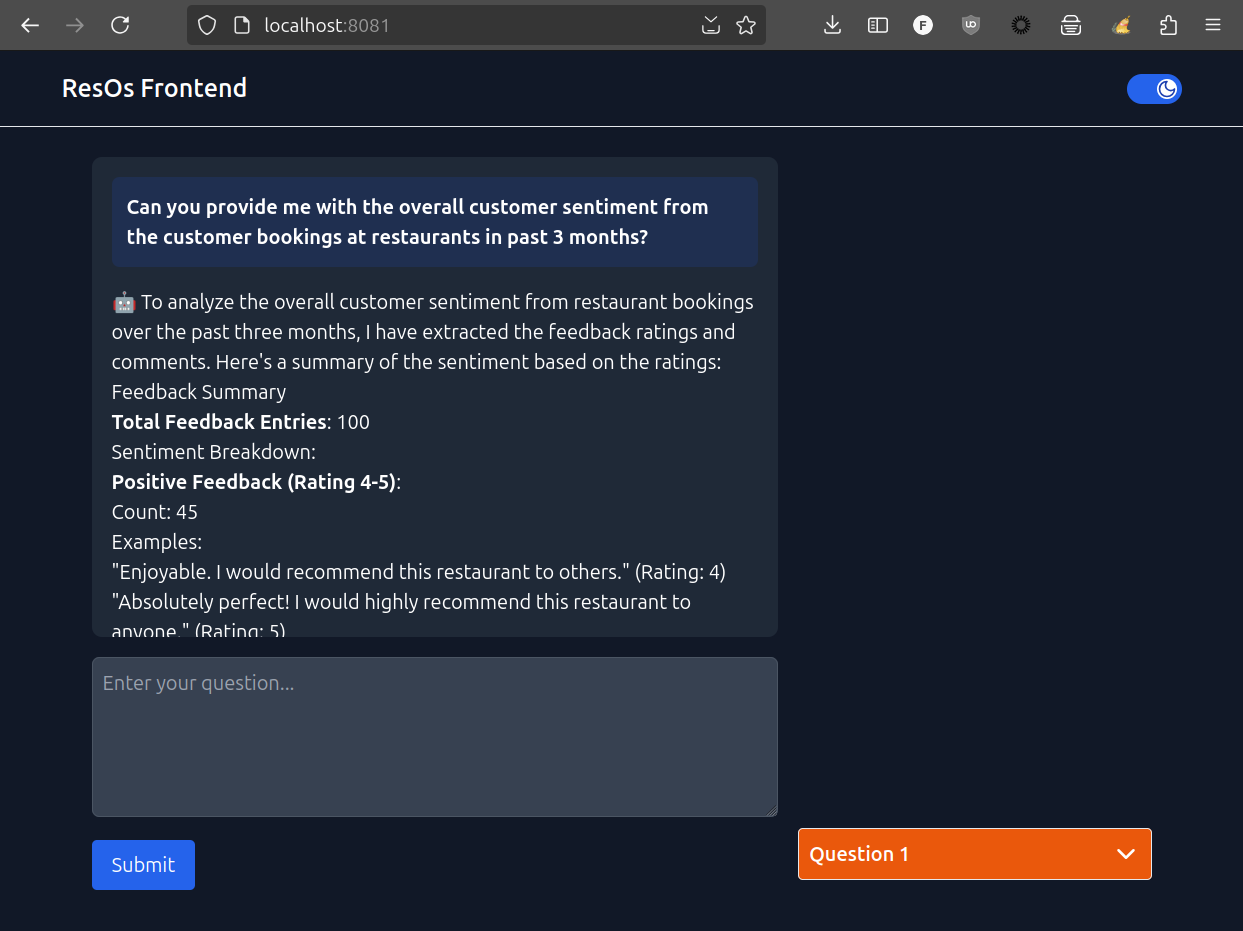 localhost:8081
F
ResOs Frontend
Can you provide me with the overall customer sentiment from
the customer bookings at restaurants in past 3 months?
🤖 To analyze the overall customer sentiment from restaurant bookings
over the past three months, I have extracted the feedback ratings and
comments. Here's a summary of the sentiment based on the ratings:
Feedback Summary
Total Feedback Entries: 100
Sentiment Breakdown:
Positive Feedback (Rating 4-5):
Count: 45
Examples:
"Enjoyable. I would recommend this restaurant to others." (Rating: 4)
"Absolutely perfect! I would highly recommend this restaurant to
anyone." (Rating: 5)
Enter your question...
Submit
Question 1